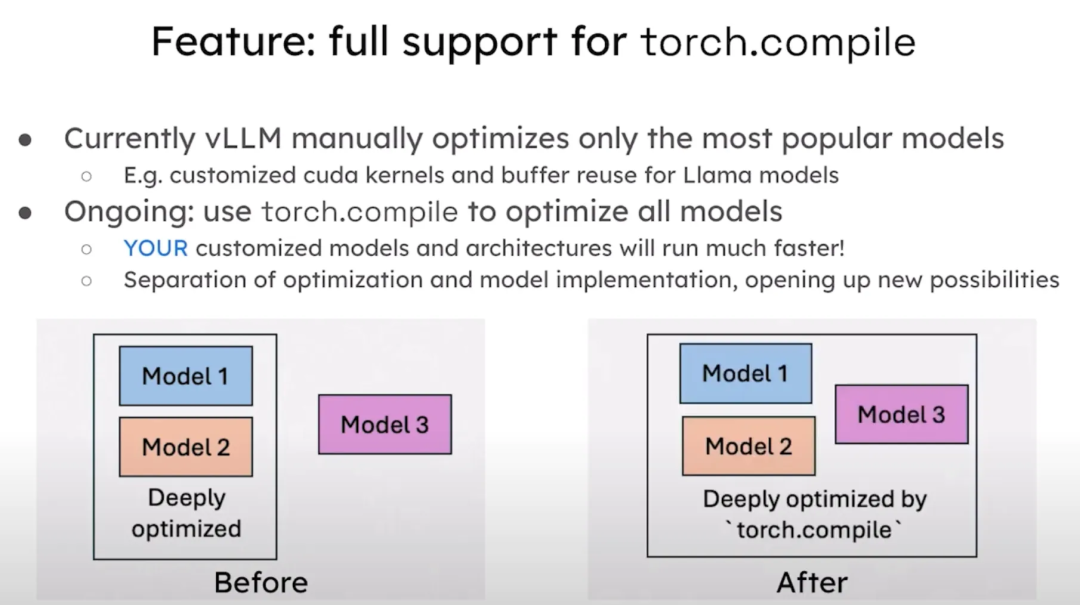 Feature: full support for torch.compile
● Currently vLLM manually optimizes only the most popular models
○ E.g. customized cuda kernels and buffer reuse for Llama models
● Ongoing: use torch.compile to optimize all models
○ YOUR customized models and architectures will run much faster!
○ Separation of optimization and model implementation, opening up new possibilities
Model 1
Model 2
Deeply
optimized
Model 3
Before
Model 1
Model 2
Model 3
Deeply optimized by
`torch.compile`
After